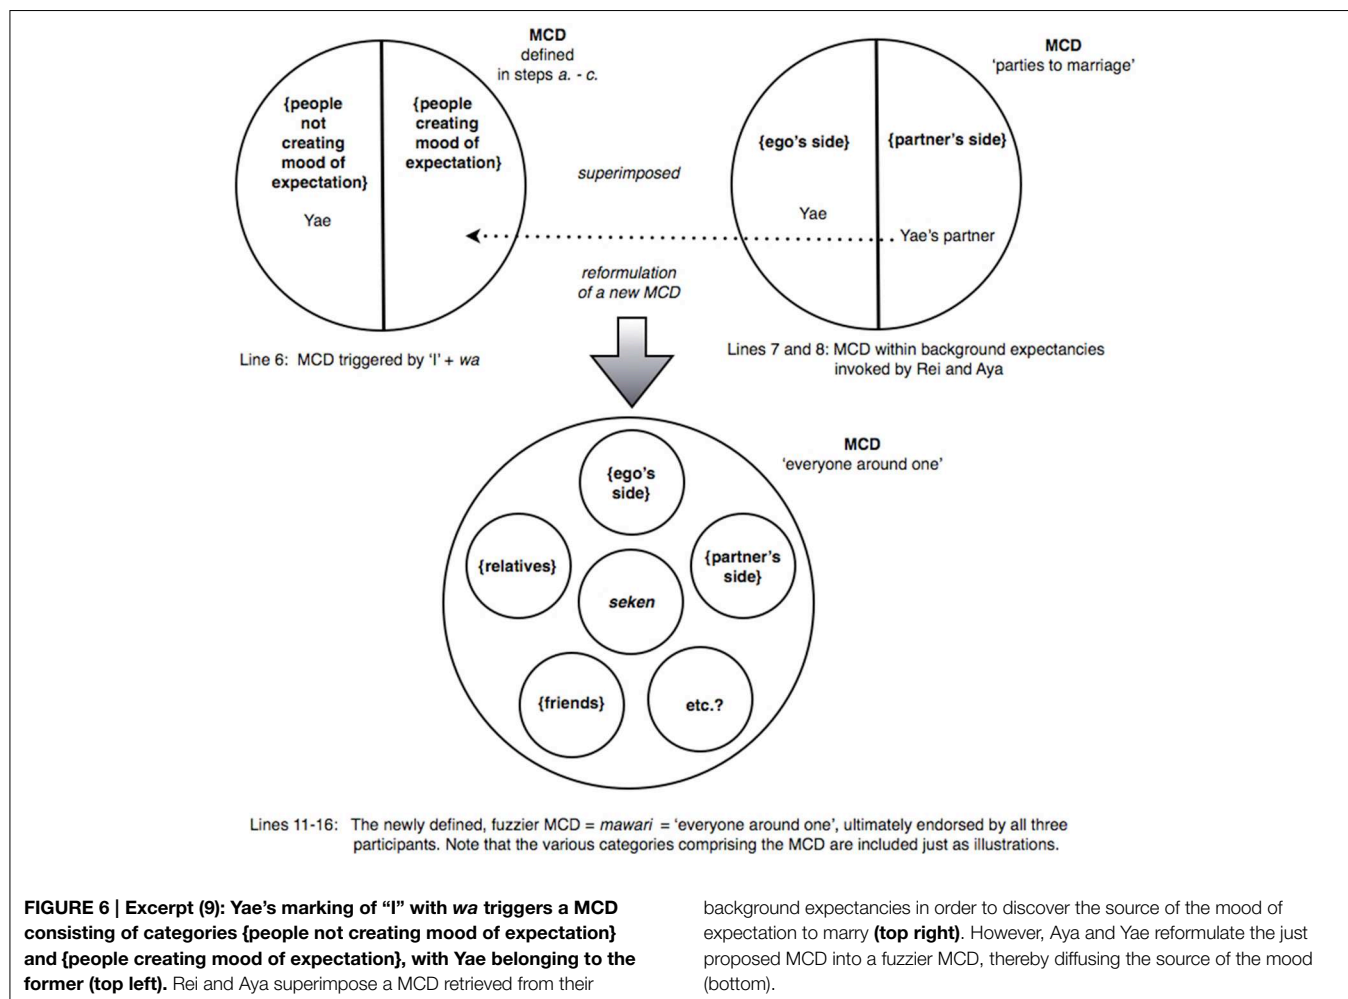 MCD
defined
in steps a. - c.
{people
not
creating
mood of
expectation}
Yae
{people
creating
mood of
expectation}
Line 6: MCD triggered by 'I' + wa
superimposed
reformulation
of a new MCD
MCD
'parties to marriage'
{ego's side}
Yae
{partner's side}
Yae's partner
Lines 7 and 8: MCD within background expectancies
invoked by Rei and Aya
MCD
'everyone around one'
{ego's
side}
{relatives}
{partner's
side}
seken
{friends}
etc.?
Lines 11-16: The newly defined, fuzzier MCD = mawari = 'everyone around one', ultimately endorsed by all three
participants. Note that the various categories comprising the MCD are included just as illustrations.
FIGURE 6 | Excerpt (9): Yae's marking of “I” with wa triggers a MCD
consisting of categories {people not creating mood of expectation}
and {people creating mood of expectation}, with Yae belonging to the
former (top left). Rei and Aya superimpose a MCD retrieved from their
background expectancies in order to discover the source of the mood of
expectation to marry (top right). However, Aya and Yae reformulate the just
proposed MCD into a fuzzier MCD, thereby diffusing the source of the mood
(bottom).